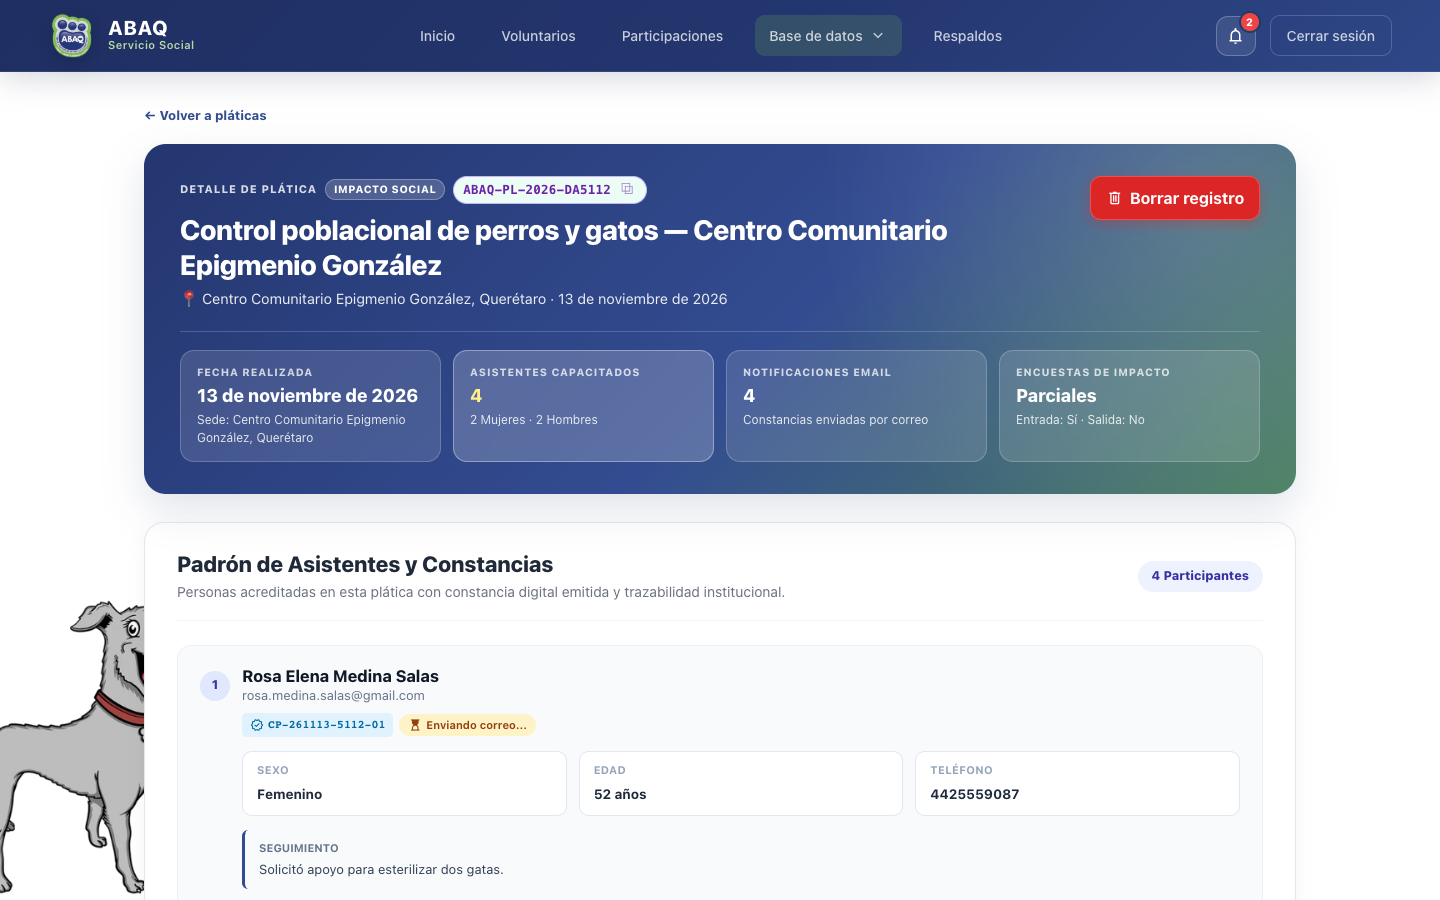 ABAQ
Servicio Social
Inicio
Voluntarios
Participaciones
Base de datos
Respaldos
2
Cerrar sesión
← Volver a pláticas
DETALLE DE PLÁTICA
IMPACTO SOCIAL
ABAQ-PL-2026-DA5112
Borrar registro
Control poblacional de perros y gatos — Centro Comunitario
Epigmenio González
Centro Comunitario Epigmenio González, Querétaro · 13 de noviembre de 2026
FECHA REALIZADA
13 de noviembre de 2026
Sede: Centro Comunitario Epigmenio
González, Querétaro
ASISTENTES CAPACITADOS
4
2 Mujeres · 2 Hombres
NOTIFICACIONES EMAIL
4
Constancias enviadas por correo
ENCUESTAS DE IMPACTO
Parciales
Entrada: Sí · Salida: No
Padrón de Asistentes y Constancias
Personas acreditadas en esta plática con constancia digital emitida y trazabilidad institucional.
4 Participantes
1
Rosa Elena Medina Salas
rosa.medina.salas@gmail.com
CP-261113-5112-01
Enviando correo...
SEXO
Femenino
EDAD
52 años
TELÉFONO
4425559087
SEGUIMIENTO
Solicitó apoyo para esterilizar dos gatas.